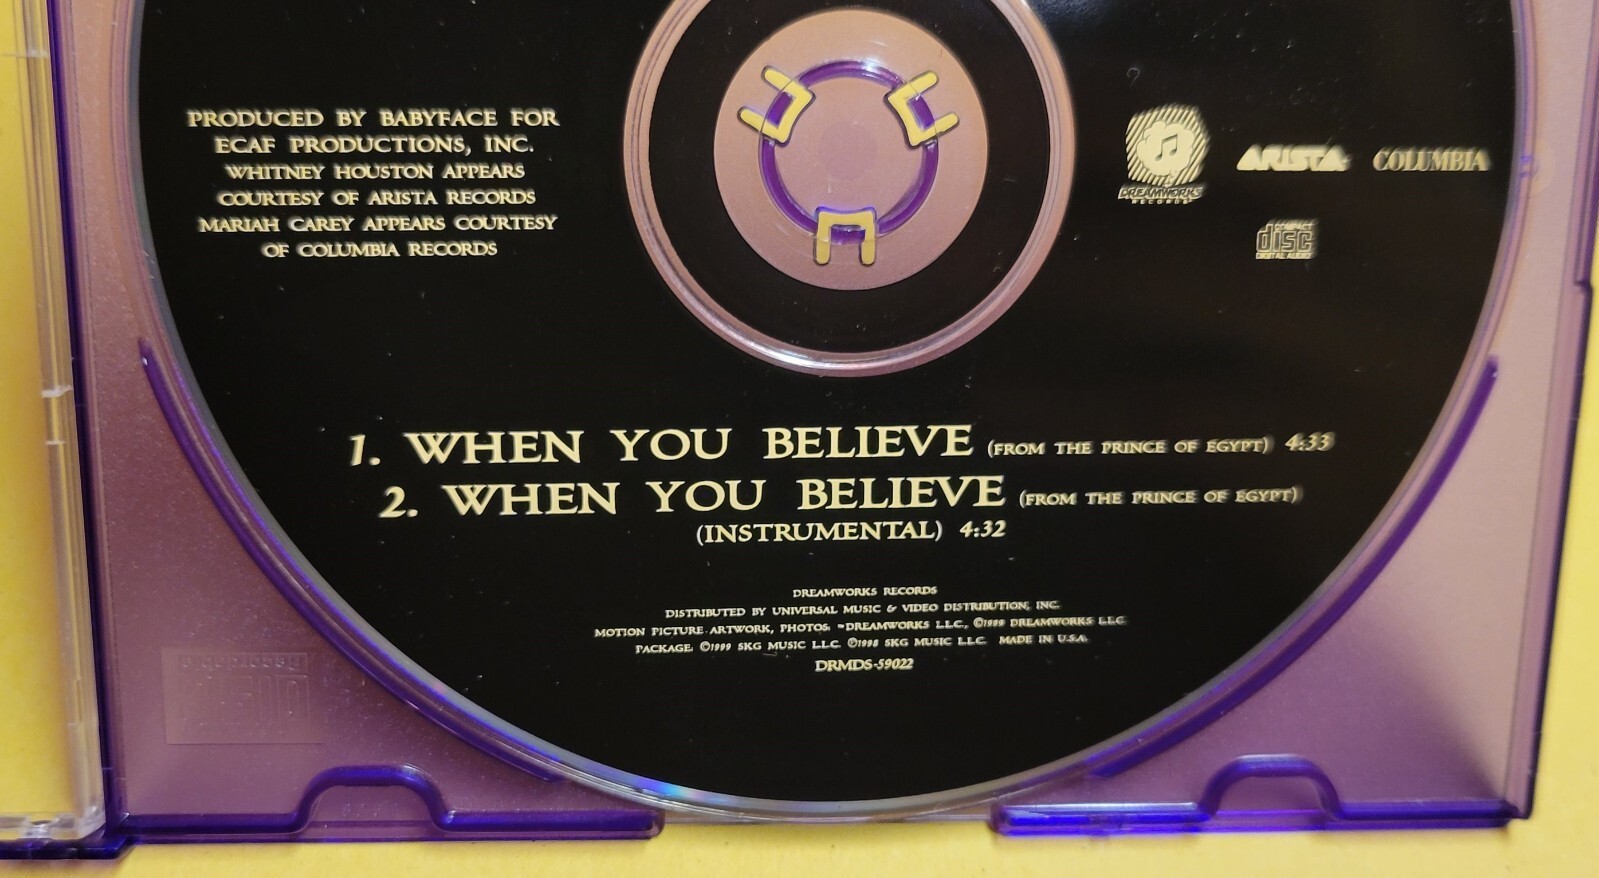 PRODUCED BY BABYFACE FOR
ECAF PRODUCTIONS, INC.
WHITNEY HOUSTON APPEARS
COURTESY OF ARISTA RECORDS
MARIAH CAREY APPEARS COURTESY
OF COLUMBIA RECORDS
DREAMWORKS
RECORDS
ARISTA
COLUMBIA
COMPACT
disc
DIGITAL AUDIO
1. WHEN YOU BELIEVE (FROM THE PRINCE OF EGYPT) 4:33
2. WHEN YOU BELIEVE (FROM THE PRINCE OF EGYPT)
(INSTRUMENTAL) 4:32
DREAMWORKS RECORDS
DISTRIBUTED BY UNIVERSAL MUSIC & VIDEO DISTRIBUTION, INC.
MOTION PICTURE ARTWORK, PHOTOS: ™DREAMWORKS L.L.C., ©1999 DREAMWORKS L.L.C.
PACKAGE: ©1999 SKG MUSIC L.L.C. ©1998 SKG MUSIC L.L.C. MADE IN U.S.A.
DRMDS-59022